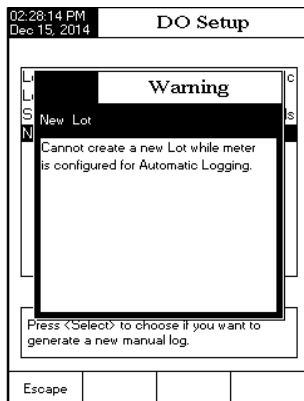 02:28:14 PM
Dec 15, 2014
DO Setup
Warning
New Lot
Cannot create a new Lot while meter
is configured for Automatic Logging.
Press <Select> to choose if you want to
generate a new manual log.
Escape